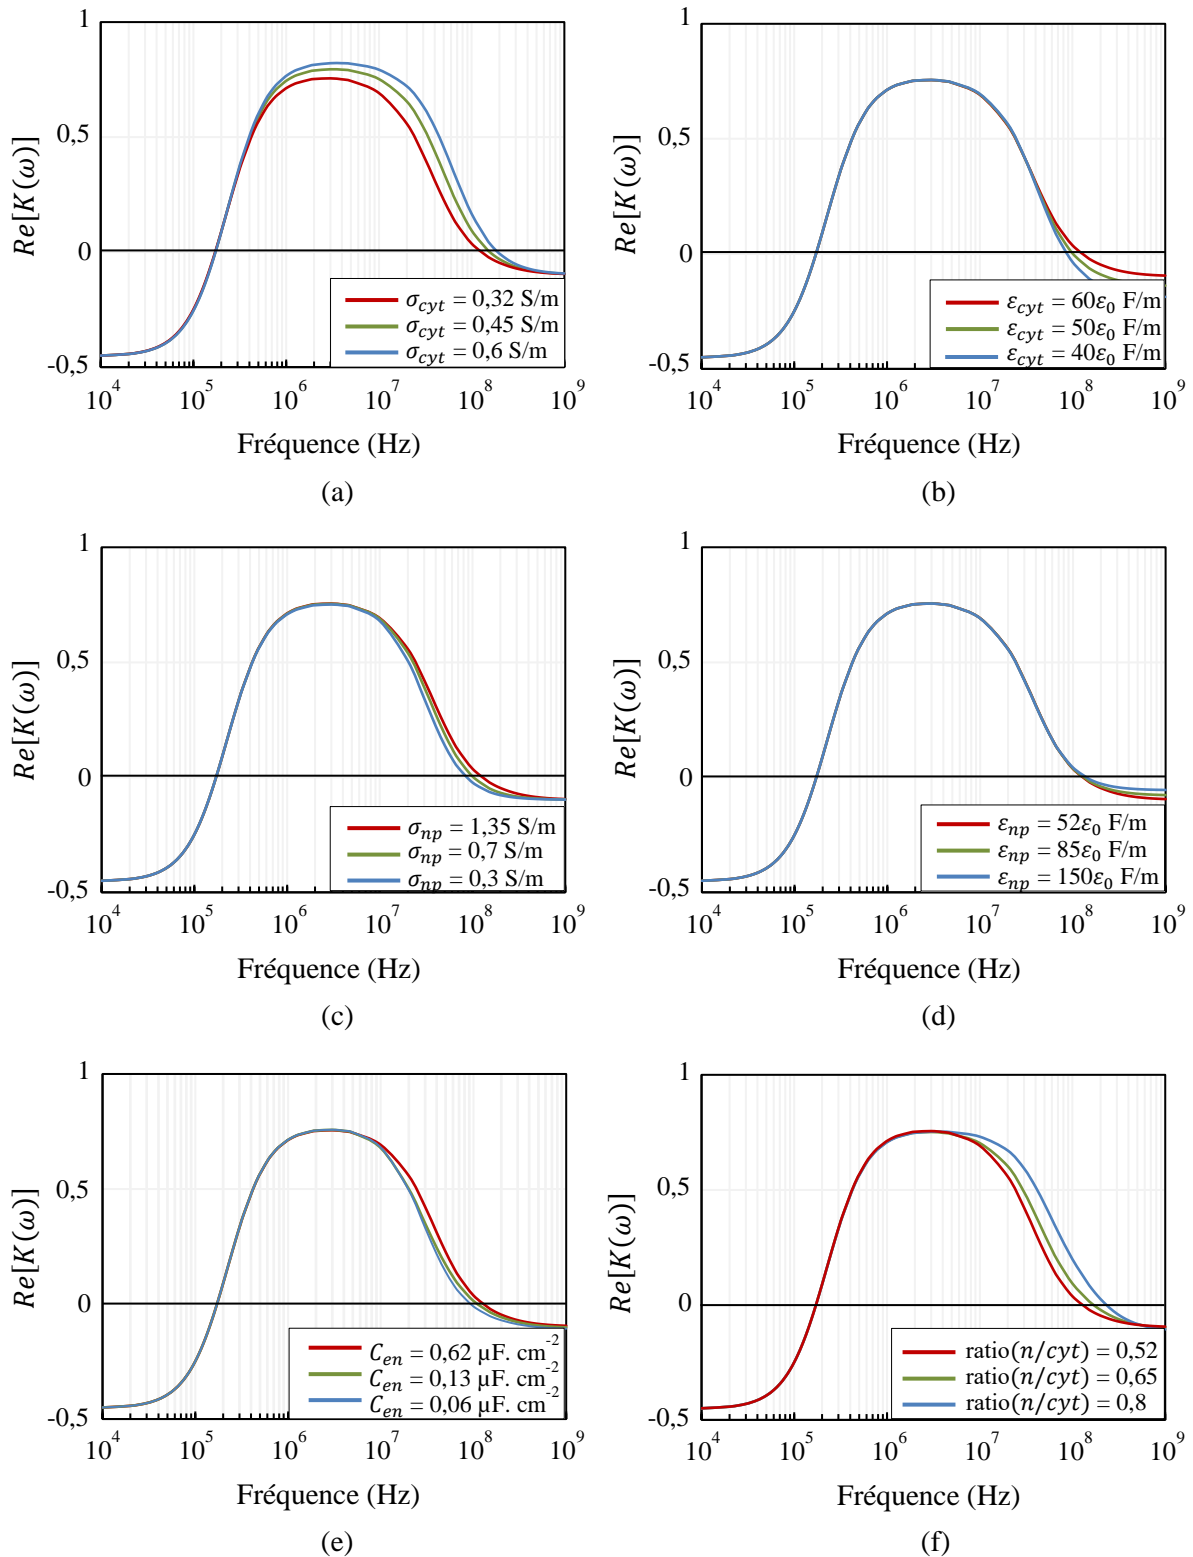 1
0,5
0
-0,5
Re[K(ω)]
σcyt = 0,32 S/m
σcyt = 0,45 S/m
σcyt = 0,6 S/m
10^4 10^5 10^6 10^7 10^8 10^9
Fréquence (Hz)
(a)
1
0,5
0
-0,5
Re[K(ω)]
εcyt = 60ε0 F/m
εcyt = 50ε0 F/m
εcyt = 40ε0 F/m
10^4 10^5 10^6 10^7 10^8 10^9
Fréquence (Hz)
(b)
1
0,5
0
-0,5
Re[K(ω)]
σnp = 1,35 S/m
σnp = 0,7 S/m
σnp = 0,3 S/m
10^4 10^5 10^6 10^7 10^8 10^9
Fréquence (Hz)
(c)
1
0,5
0
-0,5
Re[K(ω)]
εnp = 52ε0 F/m
εnp = 85ε0 F/m
εnp = 150ε0 F/m
10^4 10^5 10^6 10^7 10^8 10^9
Fréquence (Hz)
(d)
1
0,5
0
-0,5
Re[K(ω)]
Cen = 0,62 µF. cm^-2
Cen = 0,13 µF. cm^-2
Cen = 0,06 µF. cm^-2
10^4 10^5 10^6 10^7 10^8 10^9
Fréquence (Hz)
(e)
1
0,5
0
-0,5
Re[K(ω)]
ratio(n/cyt) = 0,52
ratio(n/cyt) = 0,65
ratio(n/cyt) = 0,8
10^4 10^5 10^6 10^7 10^8 10^9
Fréquence (Hz)
(f)